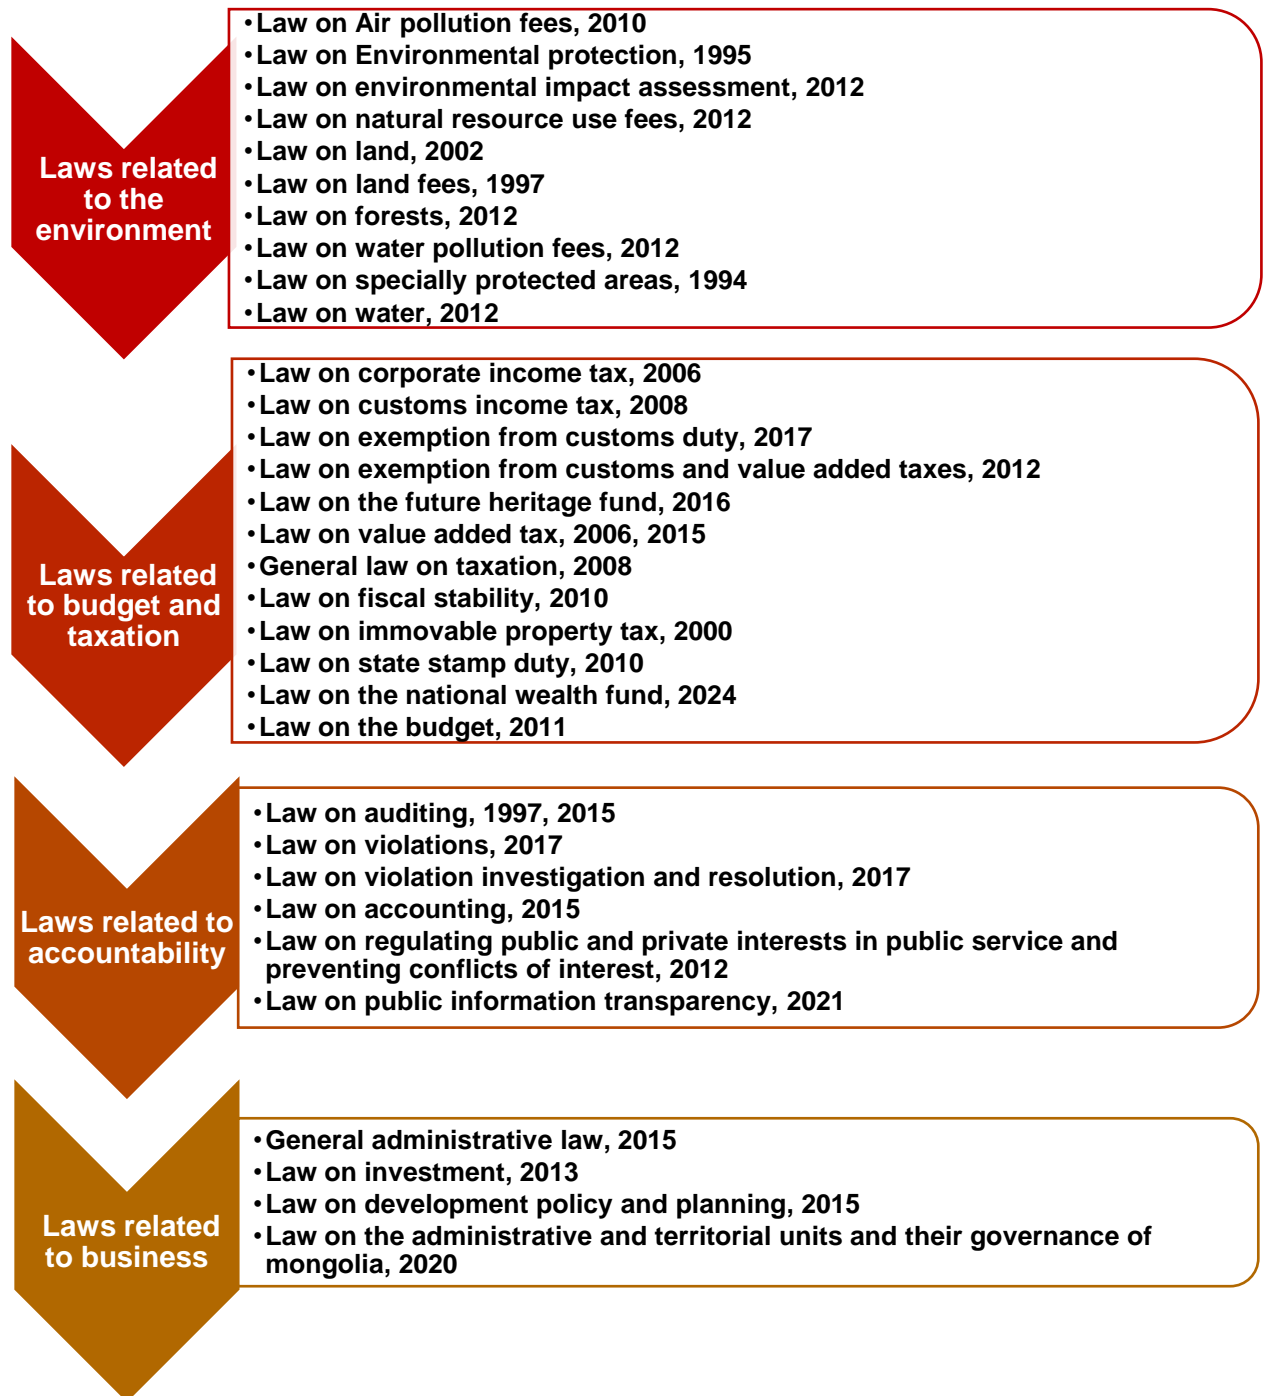 Laws related
to the
environment
•Law on Air pollution fees, 2010
•Law on Environmental protection, 1995
•Law on environmental impact assessment, 2012
•Law on natural resource use fees, 2012
•Law on land, 2002
•Law on land fees, 1997
•Law on forests, 2012
•Law on water pollution fees, 2012
•Law on specially protected areas, 1994
•Law on water, 2012
Laws related
to budget and
taxation
•Law on corporate income tax, 2006
•Law on customs income tax, 2008
•Law on exemption from customs duty, 2017
•Law on exemption from customs and value added taxes, 2012
•Law on the future heritage fund, 2016
•Law on value added tax, 2006, 2015
•General law on taxation, 2008
•Law on fiscal stability, 2010
•Law on immovable property tax, 2000
•Law on state stamp duty, 2010
•Law on the national wealth fund, 2024
•Law on the budget, 2011
Laws related to
accountability
•Law on auditing, 1997, 2015
•Law on violations, 2017
•Law on violation investigation and resolution, 2017
•Law on accounting, 2015
•Law on regulating public and private interests in public service and
preventing conflicts of interest, 2012
•Law on public information transparency, 2021
Laws related
to business
•General administrative law, 2015
•Law on investment, 2013
•Law on development policy and planning, 2015
•Law on the administrative and territorial units and their governance of
mongolia, 2020